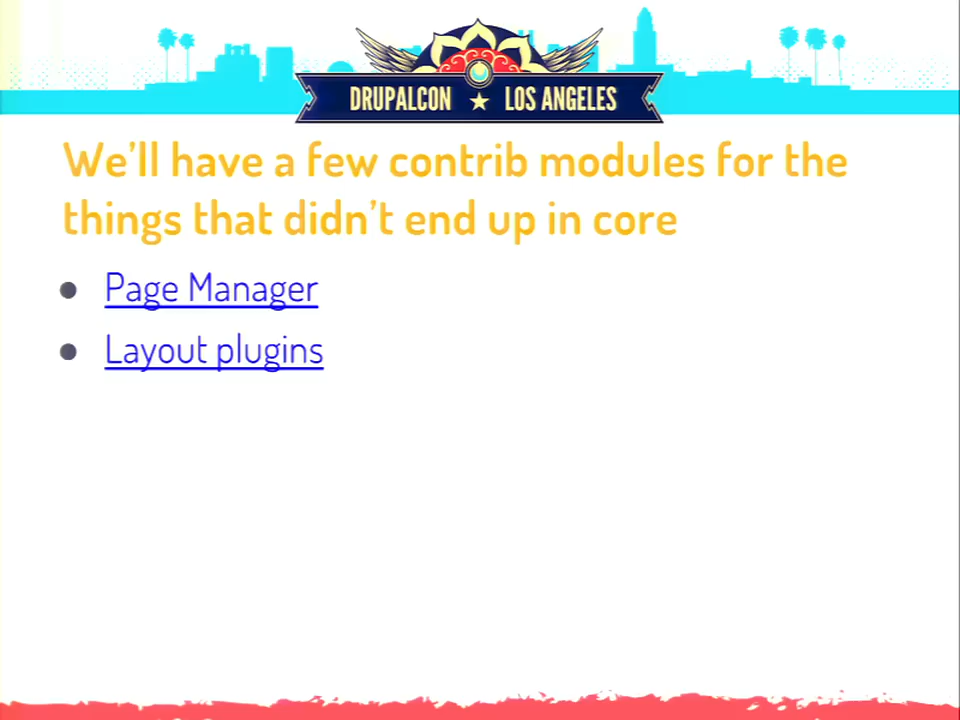 DRUPALCON ★ LOS ANGELES
We'll have a few contrib modules for the
things that didn't end up in core
● Page Manager
● Layout plugins